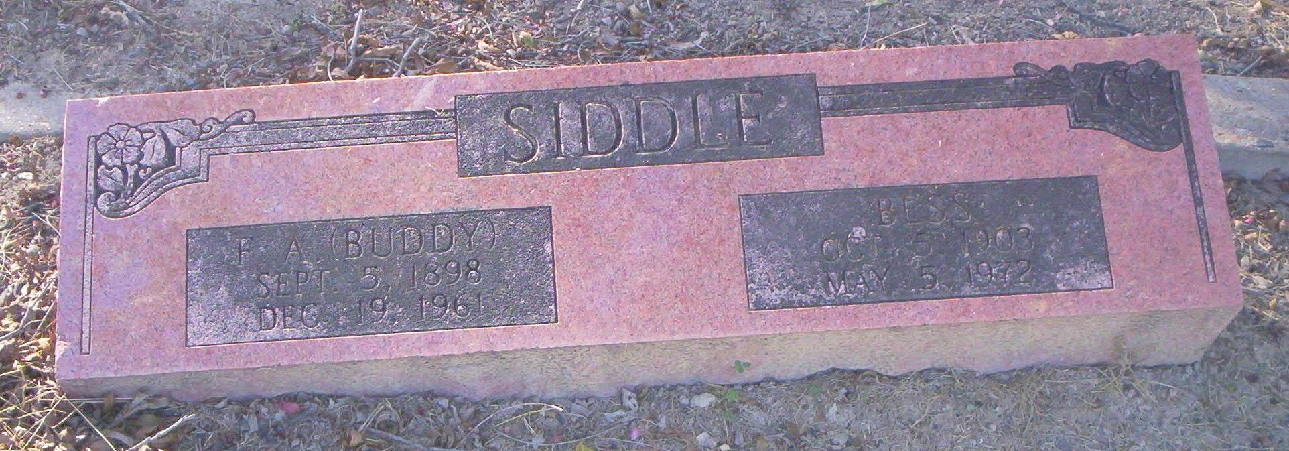 SIDDLE
F A (BUDDY)
SEPT 5, 1898
DEC 19, 1961
BESS
OCT 5, 1903
MAY 5, 1972